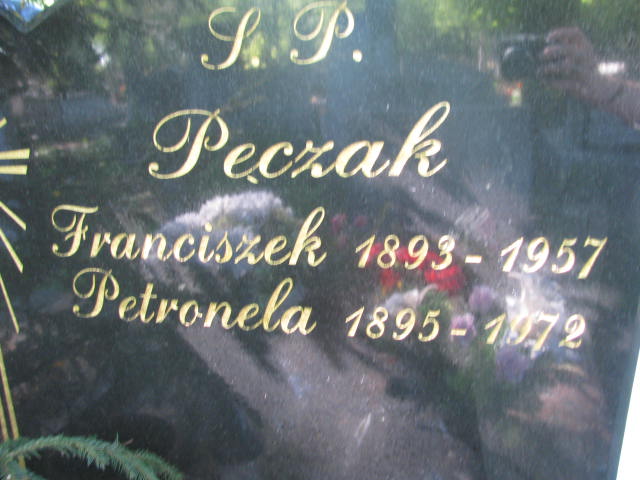 Ś P.
Pęczak
Franciszek 1893 - 1957
Petronela 1895 - 1972